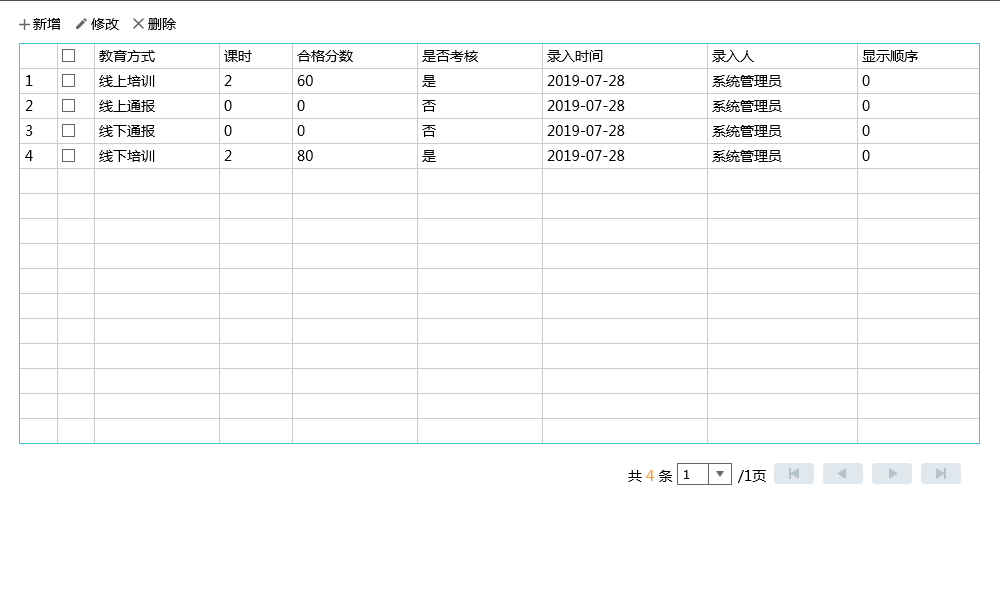 新增 修改 删除
教育方式 课时 合格分数 是否考核 录入时间 录入人 显示顺序
1 线上培训 2 60 是 2019-07-28 系统管理员 0
2 线上通报 0 0 否 2019-07-28 系统管理员 0
3 线下通报 0 0 否 2019-07-28 系统管理员 0
4 线下培训 2 80 是 2019-07-28 系统管理员 0
共 4 条 1 /1页